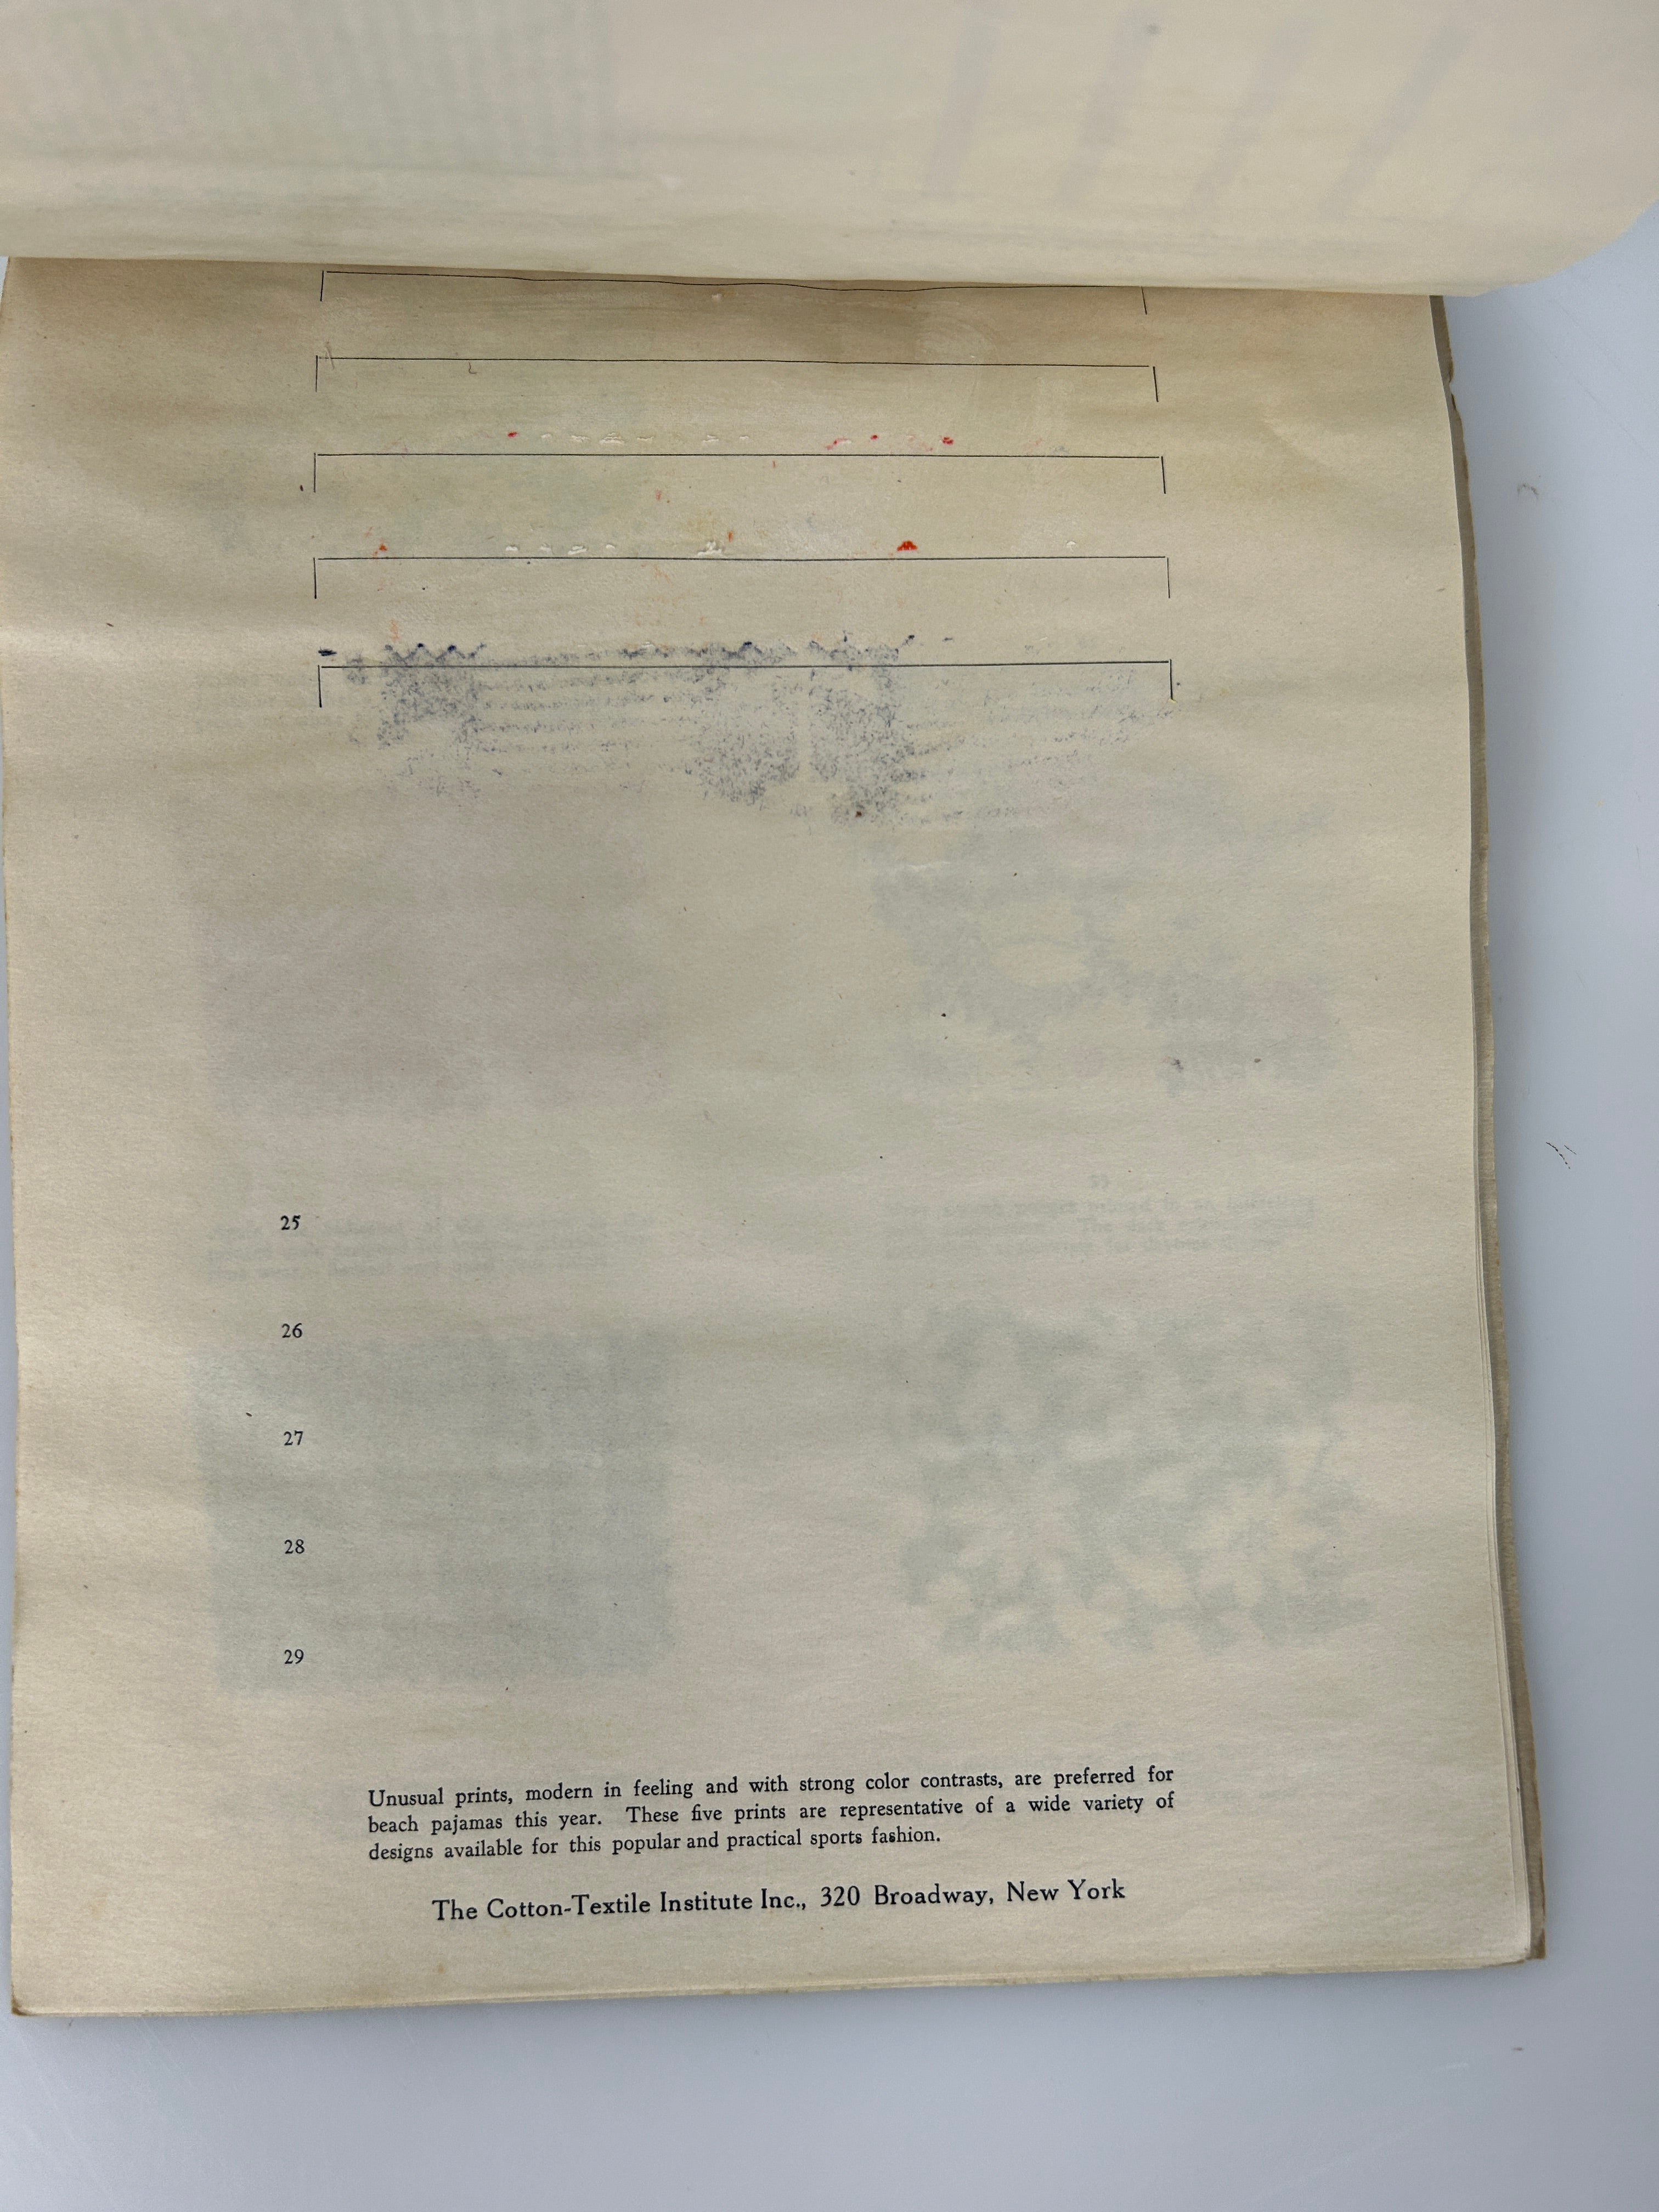 25
26
27
28
29
Unusual prints, modern in feeling and with strong color contrasts, are preferred for
beach pajamas this year. These five prints are representative of a wide variety of
designs available for this popular and practical sports fashion.
The Cotton-Textile Institute Inc., 320 Broadway, New York